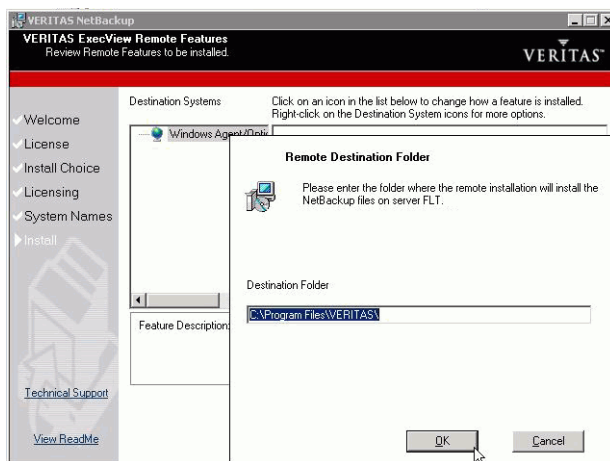 VERITAS NetBackup
VERITAS ExecView Remote Features
Review Remote Features to be installed.
VERITAS
Welcome
License
Install Choice
Licensing
System Names
Install
Technical Support
View ReadMe
Destination Systems
Click on an icon in the list below to change how a feature is installed.
Right-click on the Destination System icons for more options.
Windows Agent/Optic
Feature Description:
Remote Destination Folder
Please enter the folder where the remote installation will install the
NetBackup files on server FLT.
Destination Folder
C:\Program Files\VERITAS\
OK
Cancel